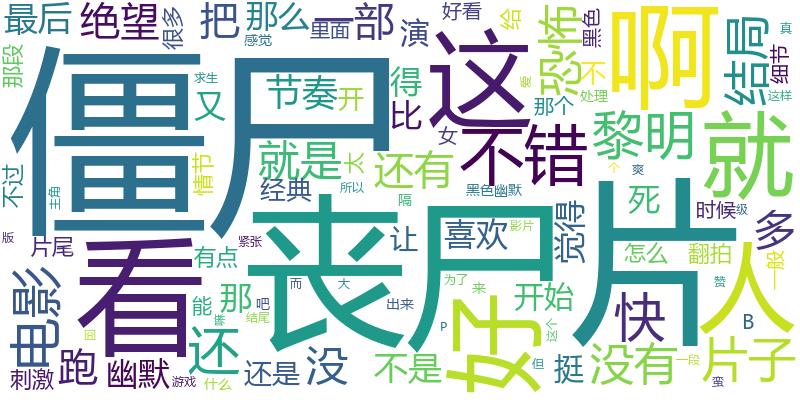 最后
绝望
很多
把
那么
里面
感觉
一部
演
好看
给
恐怖
黑色
啊
结局
真
细节
这样
那段
僵尸
求生
又
节奏
开
得
比
这
不错
女
那个
不
处理
爱
黎明
就
不过
情节
主角
就是
经典
太
所以
还有
隔
黑色幽默
个
爽
死
时候
级
多
版
片尾
看
有点
紧张
丧尸片
让
喜欢
影片
觉得
怎么
翻拍
一般
人
电影
能
那
吧
而
大
出来
为了
来
开始
快
赞
B
还
结尾
好
P
这个
刺激
跑
回
幽默
游戏
什么
还是
没
不是
但
挺
没有
一段
蛮
片子